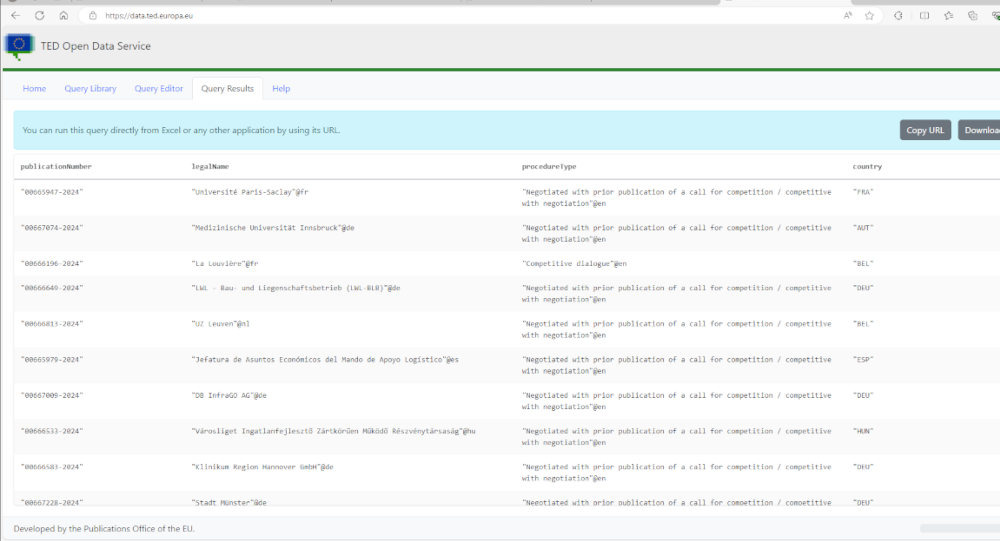 https://data.ted.europa.eu
TED Open Data Service
Home Query Library Query Editor Query Results Help
You can run this query directly from Excel or any other application by using its URL. Copy URL Download
publicationNumber legalName procedureType country
"00665947-2024" "Université Paris-Saclay"@fr "Negotiated with prior publication of a call for competition / competitive "FRA"
with negotiation"@en
"00667074-2024" "Medizinische Universität Innsbruck"@de "Negotiated with prior publication of a call for competition / competitive "AUT"
with negotiation"@en
"00666196-2024" "La Louvière"@fr "Competitive dialogue"@en "BEL"
"00666649-2024" "LWL - Bau- und Liegenschaftsbetrieb (LWL-BLB)"@de "Negotiated with prior publication of a call for competition / competitive "DEU"
with negotiation"@en
"00666813-2024" "UZ Leuven"@nl "Negotiated with prior publication of a call for competition / competitive "BEL"
with negotiation"@en
"00665979-2024" "Jefatura de Asuntos Económicos del Mando de Apoyo Logístico"@es "Negotiated with prior publication of a call for competition / competitive "ESP"
with negotiation"@en
"00667009-2024" "DB InfraGO AG"@de "Negotiated with prior publication of a call for competition / competitive "DEU"
with negotiation"@en
"00666533-2024" "Városliget Ingatlanfejlesztő Zártkörűen Működő Részvénytársaság"@hu "Negotiated with prior publication of a call for competition / competitive "HUN"
with negotiation"@en
"00666583-2024" "Klinikum Region Hannover GmbH"@de "Negotiated with prior publication of a call for competition / competitive "DEU"
with negotiation"@en
"00667228-2024" "Stadt Münster"@de "Negotiated with prior publication of a call for competition / competitive "DEU"
Developed by the Publications Office of the EU.